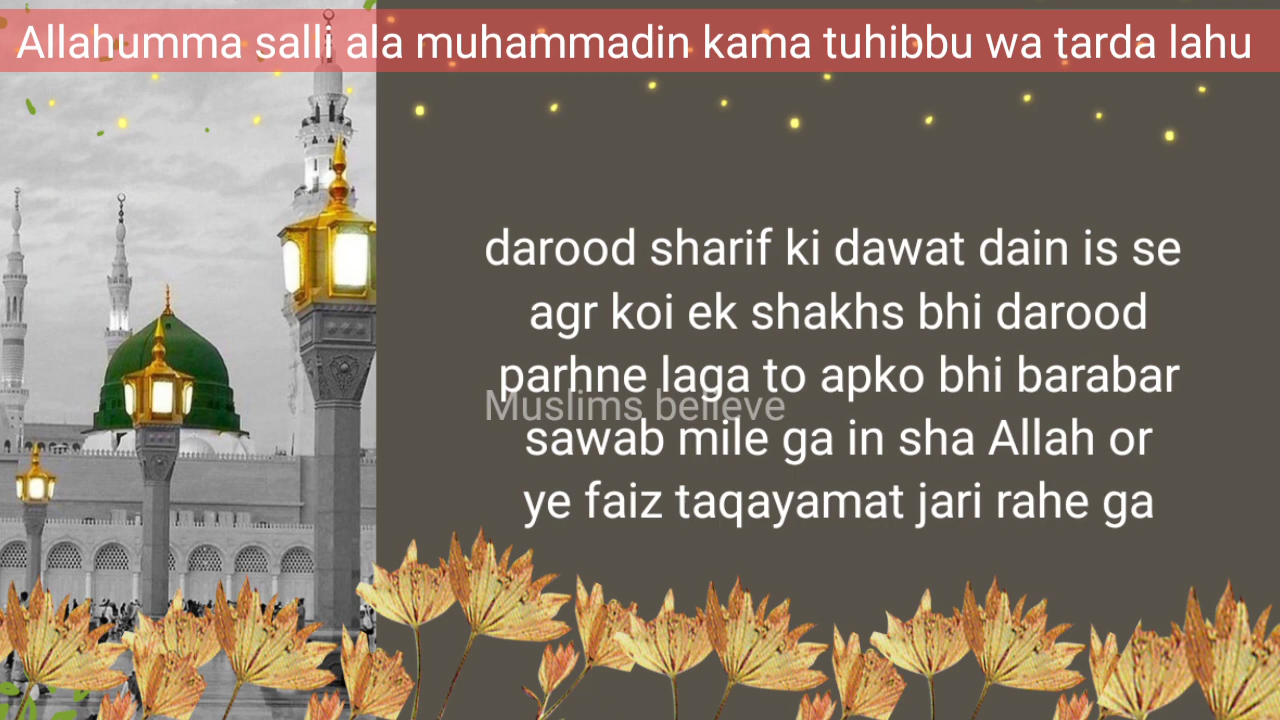 Allahumma salli ala muhammadin kama tuhibbu wa tarda lahu
darood sharif ki dawat dain is se
agr koi ek shakhs bhi darood
parhne laga to apko bhi barabar
Muslims believe
sawab mile ga in sha Allah or
ye faiz taqayamat jari rahe ga